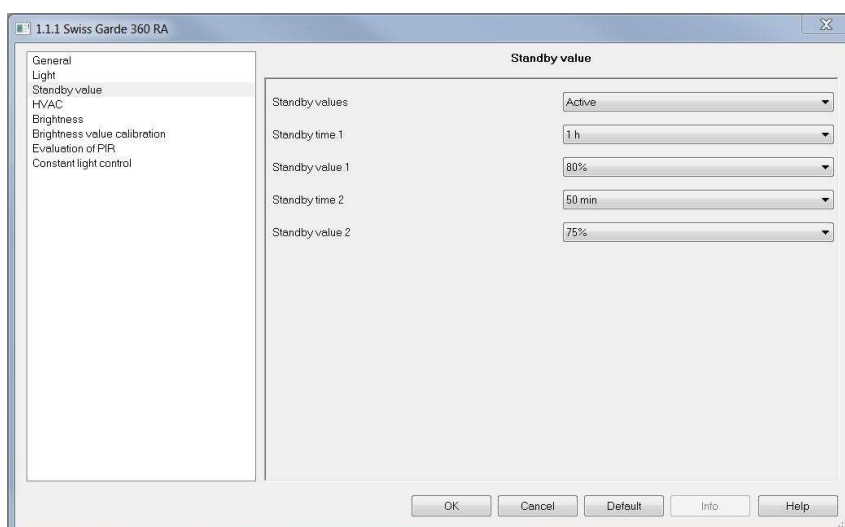 1.1.1 Swiss Garde 360 RA
General
Light
Standby value
HVAC
Brightness
Brightness value calibration
Evaluation of PIR
Constant light control
Standby value
Standby values Active
Standby time 1 1 h
Standby value 1 80%
Standby time 2 50 min
Standby value 2 75%
OK Cancel Default Info Help